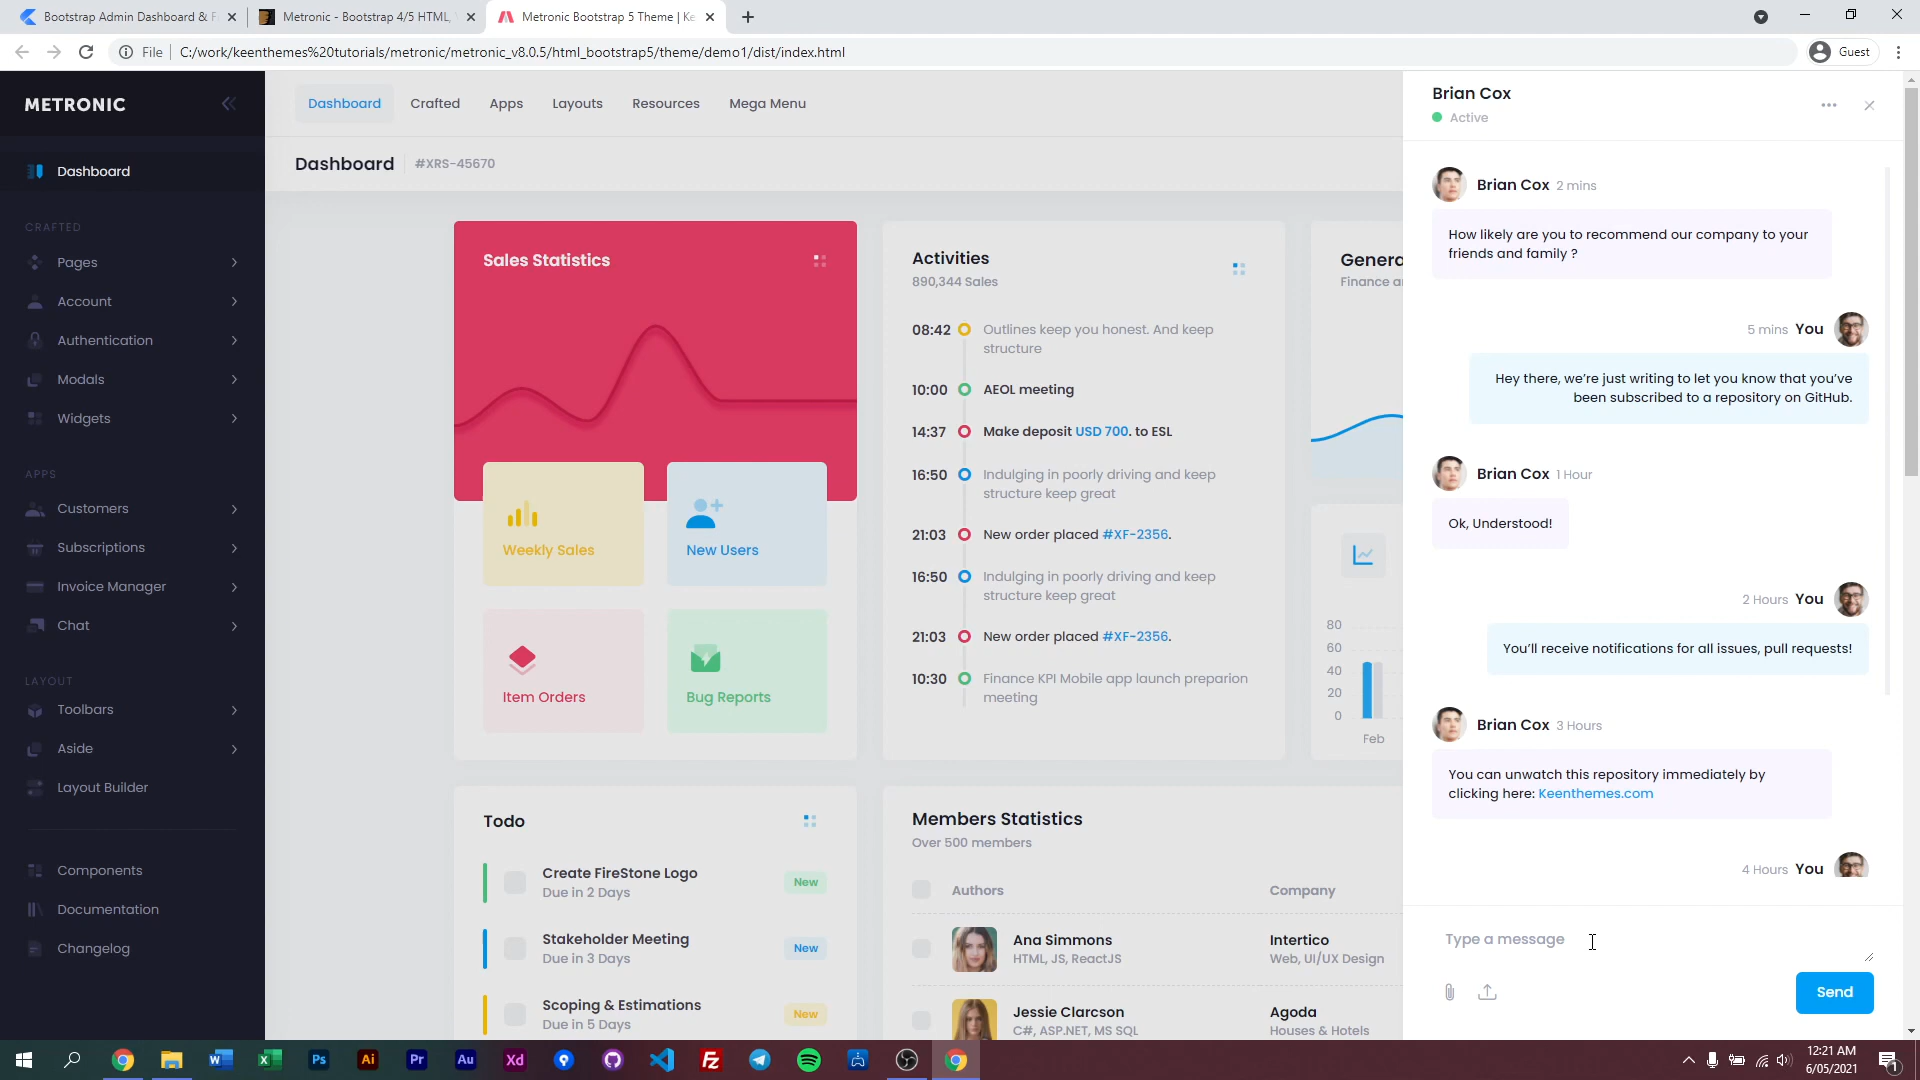 Bootstrap Admin Dashboard & F
Metronic - Bootstrap 4/5 HTML,
Metronic Bootstrap 5 Theme | Ke
File
C:/work/keenthemes%20tutorials/metronic/metronic_v8.0.5/html_bootstrap5/theme/demo1/dist/index.html
Guest
METRONIC
Dashboard
CRAFTED
Pages
Account
Authentication
Modals
Widgets
APPS
Customers
Subscriptions
Invoice Manager
Chat
LAYOUT
Toolbars
Aside
Layout Builder
Components
Documentation
Changelog
Dashboard
Crafted
Apps
Layouts
Resources
Mega Menu
Dashboard
#XRS-45670
Sales Statistics
Weekly Sales
New Users
Item Orders
Bug Reports
Activities
890,344 Sales
08:42 Outlines keep you honest. And keep
structure
10:00 AEOL meeting
14:37 Make deposit USD 700. to ESL
16:50 Indulging in poorly driving and keep
structure keep great
21:03 New order placed #XF-2356.
16:50 Indulging in poorly driving and keep
structure keep great
21:03 New order placed #XF-2356.
10:30 Finance KPI Mobile app launch preparion
meeting
Genera
Finance an
80
60
40
20
0
Feb
Todo
Create FireStone Logo
Due in 2 Days
New
Stakeholder Meeting
Due in 3 Days
New
Scoping & Estimations
Due in 5 Days
New
Members Statistics
Over 500 members
Authors
Company
Ana Simmons
HTML, JS, ReactJS
Intertico
Web, UI/UX Design
Jessie Clarcson
C#, ASP.NET, MS SQL
Agoda
Houses & Hotels
Brian Cox
Active
Brian Cox 2 mins
How likely are you to recommend our company to your
friends and family ?
5 mins You
Hey there, we're just writing to let you know that you've
been subscribed to a repository on GitHub.
Brian Cox 1 Hour
Ok, Understood!
2 Hours You
You'll receive notifications for all issues, pull requests!
Brian Cox 3 Hours
You can unwatch this repository immediately by
clicking here: Keenthemes.com
4 Hours You
Type a message
Send
Ps
Ai
Pr
Au
Xd
12:21 AM
6/05/2021
1